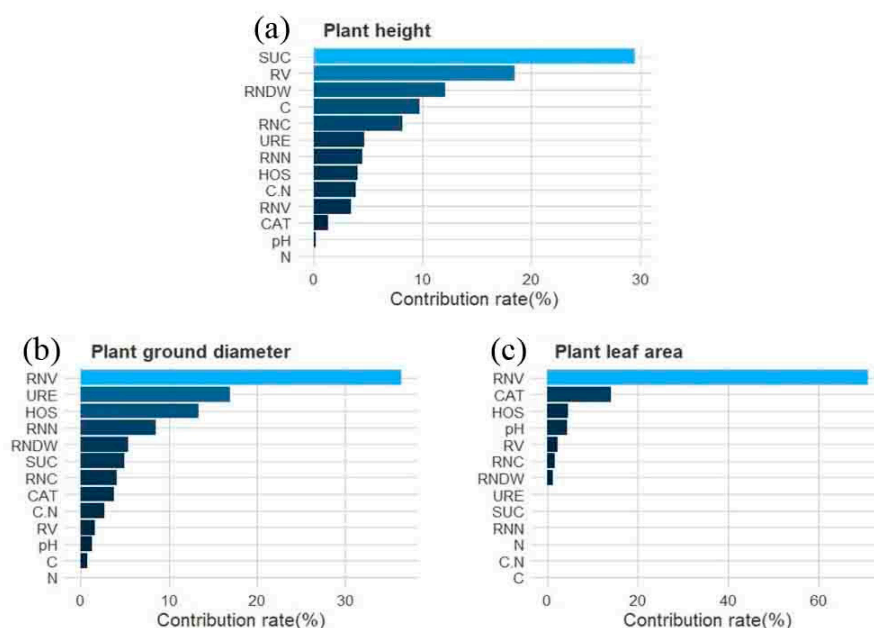 (a) Plant height
SUC
RV
RNDW
C
RNC
URE
RNN
HOS
C.N
RNV
CAT
pH
N
0 10 20 30
Contribution rate(%)
(b) Plant ground diameter
RNV
URE
HOS
RNN
RNDW
SUC
RNC
CAT
C.N
RV
pH
C
N
0 10 20 30
Contribution rate(%)
(c) Plant leaf area
RNV
CAT
HOS
pH
RV
RNC
RNDW
URE
SUC
RNN
N
C.N
C
0 20 40 60
Contribution rate(%)